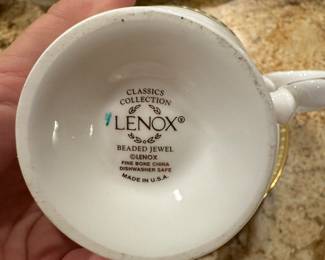 CLASSICS
COLLECTION
LENOX®
BEADED JEWEL
©LENOX
FINE BONE CHINA
DISHWASHER SAFE
MADE IN U.S.A.